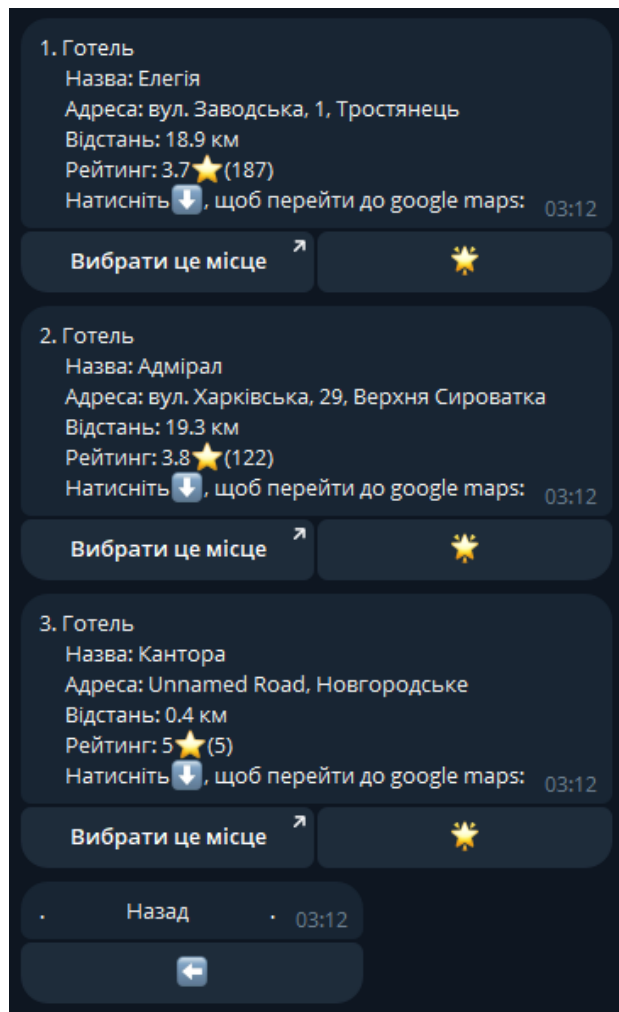 1. Готель
Назва: Елегія
Адреса: вул. Заводська, 1, Тростянець
Відстань: 18.9 км
Рейтинг: 3.7⭐(187)
Натисніть⬇️, щоб перейти до google maps: 03:12
Вибрати це місце
2. Готель
Назва: Адмірал
Адреса: вул. Харківська, 29, Верхня Сироватка
Відстань: 19.3 км
Рейтинг: 3.8⭐(122)
Натисніть⬇️, щоб перейти до google maps: 03:12
Вибрати це місце
3. Готель
Назва: Кантора
Адреса: Unnamed Road, Новгородське
Відстань: 0.4 км
Рейтинг: 5⭐(5)
Натисніть⬇️, щоб перейти до google maps: 03:12
Вибрати це місце
. Назад . 03:12